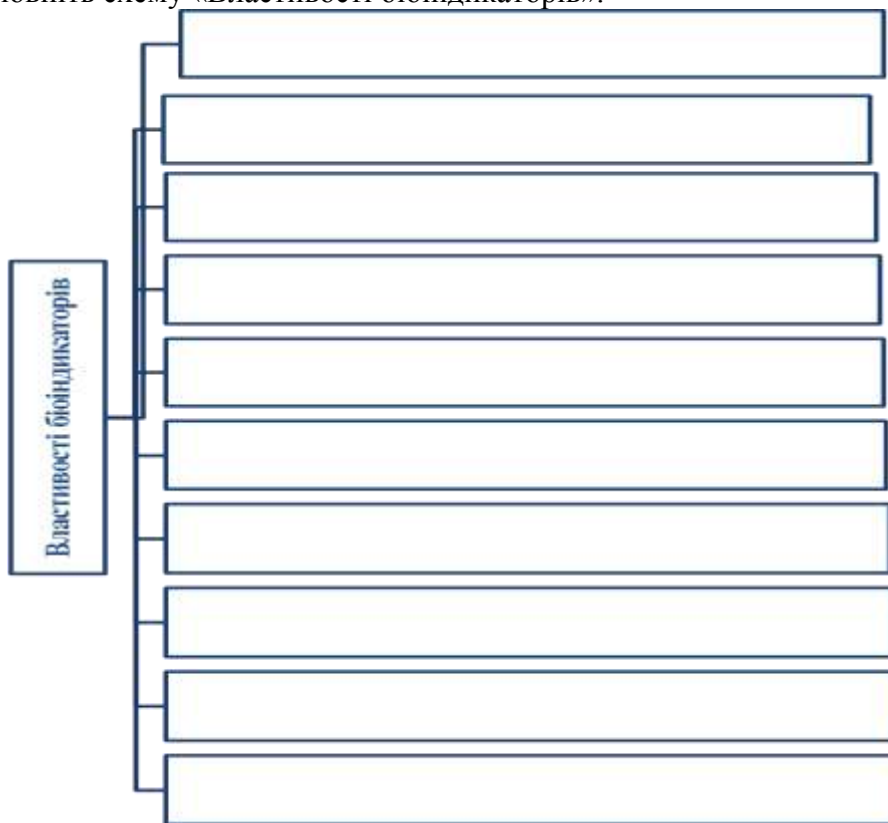 схему «Властивості біоіндикаторів».
Властивості біоіндикаторів